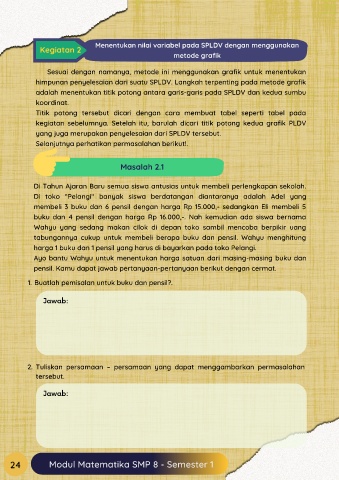 Kegiatan 2
Menentukan nilai variabel pada SPLDV dengan menggunakan
metode grafik
Sesuai dengan namanya, metode ini menggunakan grafik untuk menentukan
himpunan penyelesaian dari suatu SPLDV. Langkah terpenting pada metode grafik
adalah menentukan titik potong antara garis-garis pada SPLDV dan kedua sumbu
koordinat.
Titik potong tersebut dicari dengan cara membuat tabel seperti tabel pada
kegiatan sebelumnya. Setelah itu, barulah dicari titik potong kedua grafik PLDV
yang juga merupakan penyelesaian dari SPLDV tersebut.
Selanjutnya perhatikan permasalahan berikut!.
Masalah 2.1
Di Tahun Ajaran Baru semua siswa antusias untuk membeli perlengkapan sekolah.
Di toko "Pelangi" banyak siswa berdatangan diantaranya adalah Adel yang
membeli 3 buku dan 6 pensil dengan harga Rp 15.000,- sedangkan Eli membeli 5
buku dan 4 pensil dengan harga Rp 16.000,-. Nah kemudian ada siswa bernama
Wahyu yang sedang makan cilok di depan toko sambil mencoba berpikir uang
tabungannya cukup untuk membeli berapa buku dan pensil. Wahyu menghitung
harga 1 buku dan 1 pensil yang harus di bayarkan pada toko Pelangi.
Ayo bantu Wahyu untuk menentukan harga satuan dari masing-masing buku dan
pensil. Kamu dapat jawab pertanyaan-pertanyaan berikut dengan cermat.
1. Buatlah pemisalan untuk buku dan pensil?.
Jawab:
2. Tuliskan persamaan - persamaan yang dapat menggambarkan permasalahan
tersebut.
Jawab:
24
Modul Matematika SMP 8 - Semester 1